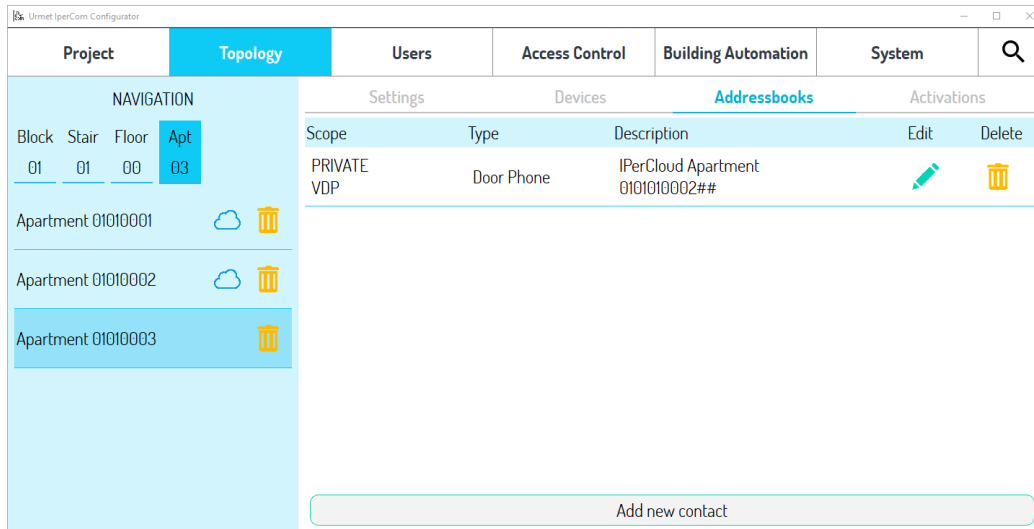 Urmet IperCom Configurator
Project Topology Users Access Control Building Automation System
NAVIGATION
Block Stair Floor Apt
01 01 00 03
Apartment 01010001
Apartment 01010002
Apartment 01010003
Settings Devices Addressbooks Activations
Scope Type Description Edit Delete
PRIVATE VDP Door Phone IPerCloud Apartment 0101010002##
Add new contact